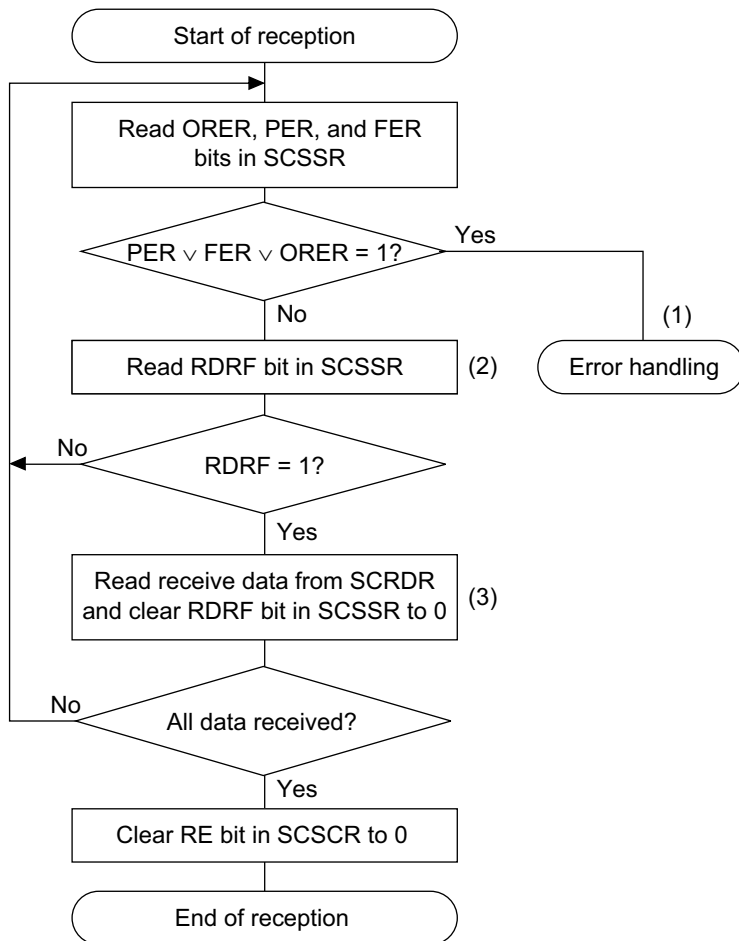 Start of reception
Read ORER, PER, and FER
bits in SCSSR
PER ∨ FER ∨ ORER = 1?
Yes
No
(1)
Error handling
Read RDRF bit in SCSSR
(2)
No
RDRF = 1?
Yes
Read receive data from SCRDR
and clear RDRF bit in SCSSR to 0
(3)
No
All data received?
Yes
Clear RE bit in SCSCR to 0
End of reception